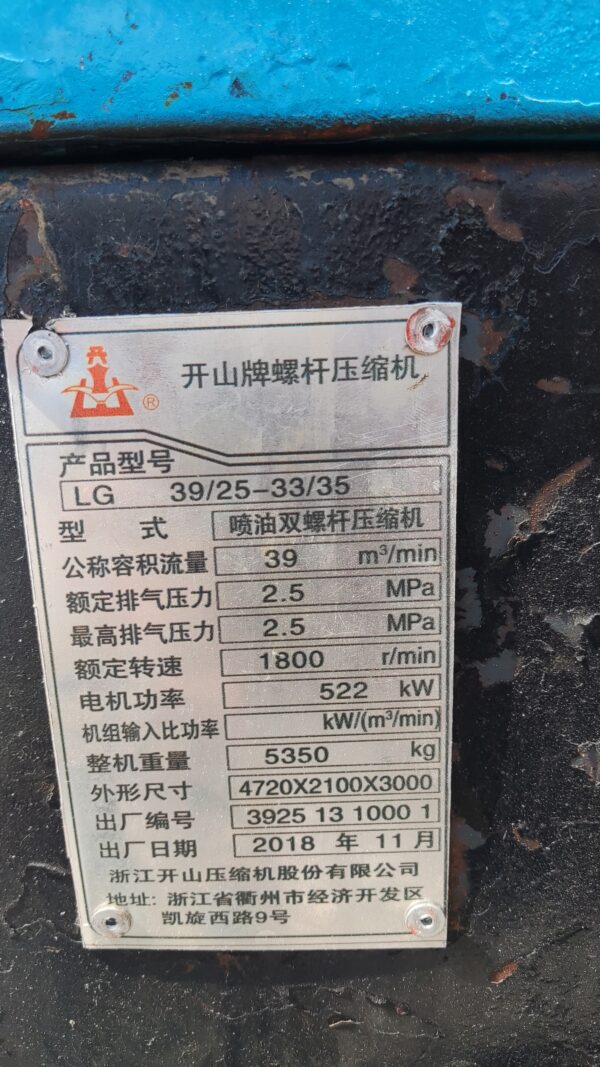 ®
开山牌螺杆压缩机
产品型号
LG 39/25-33/35
型 式 喷油双螺杆压缩机
公称容积流量 39 m³/min
额定排气压力 2.5 MPa
最高排气压力 2.5 MPa
额定转速 1800 r/min
电机功率 522 kW
机组输入比功率 kW/(m³/min)
整机重量 5350 kg
外形尺寸 4720X2100X3000
出厂编号 3925 13 1000 1
出厂日期 2018 年 11 月
浙江开山压缩机股份有限公司
地址: 浙江省衢州市经济开发区
凯旋西路9号